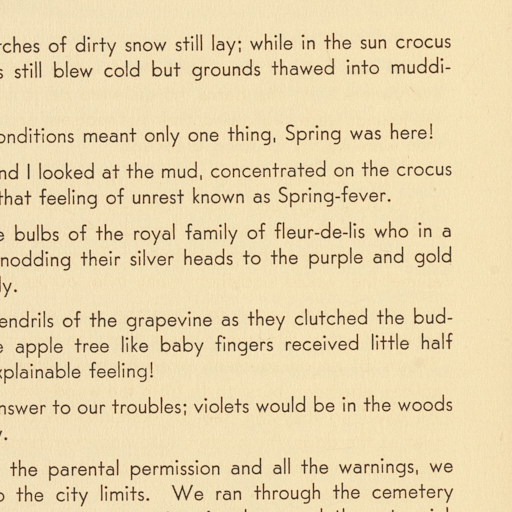 rches of dirty snow still lay; while in the sun crocus
s still blew cold but grounds thawed into muddi-
onditions meant only one thing, Spring was here!
nd I looked at the mud, concentrated on the crocus
that feeling of unrest known as Spring-fever.
e bulbs of the royal family of fleur-de-lis who in a
nodding their silver heads to the purple and gold
ly.
endrils of the grapevine as they clutched the bud-
e apple tree like baby fingers received little half
xplainable feeling!
nswer to our troubles; violets would be in the woods
y.
the parental permission and all the warnings, we
o the city limits. We ran through the cemetery